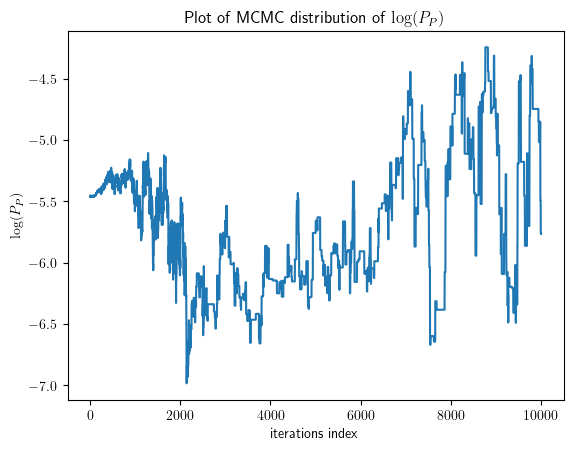 Plot of MCMC distribution of log(P_P)
log(P_P)
−4.5
−5.0
−5.5
−6.0
−6.5
−7.0
0 2000 4000 6000 8000 10000
iterations index